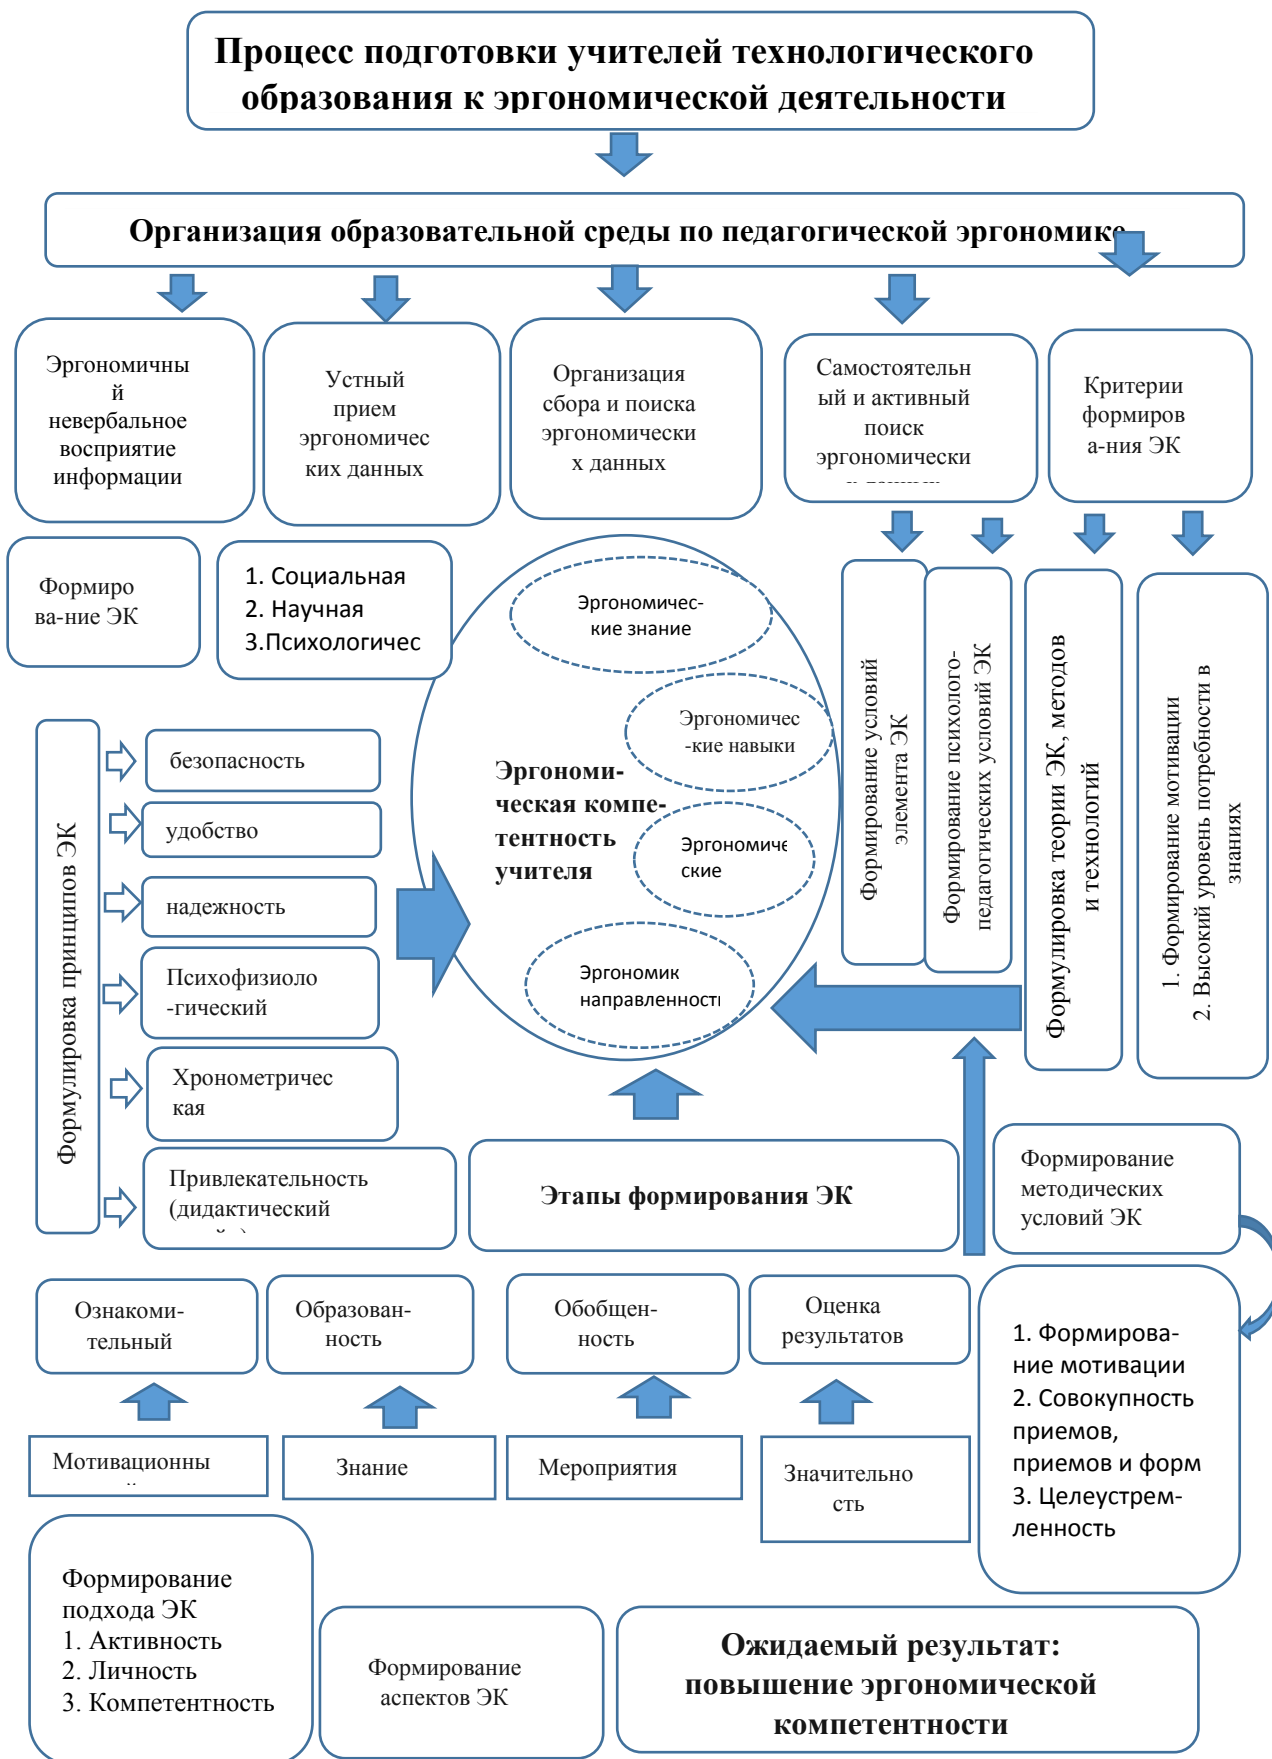 Процесс подготовки учителей технологического
образования к эргономической деятельности
Организация образовательной среды по педагогической эргономике
Эргономичны
й
невербальное
восприятие
информации
Устный
прием
эргономичес
ких данных
Организация
сбора и поиска
эргономически
х данных
Самостоятельн
ый и активный
поиск
эргономически
х данных
Критерии
формиров
а-ния ЭК
Формиро
ва-ние ЭК
1. Социальная
2. Научная
3.Психологичес
Эргономичес-
кие знание
Эргономичес
-кие навыки
Эргономи-
ческая компе-
тентность
учителя
Эргономиче
ские
Эргономик
направленность
Формирование условий
элемента ЭК
Формирование психолого-
педагогических условий ЭК
Формулировка теории ЭК, методов
и технологий
1. Формирование мотивации
2. Высокий уровень потребности в
знаниях
Формулировка принципов ЭК
безопасность
удобство
надежность
Психофизиоло
-гический
Хронометричес
кая
Привлекательность
(дидактический
Этапы формирования ЭК
Формирование
методических
условий ЭК
Ознакоми-
тельный
Образован-
ность
Обобщен-
ность
Оценка
результатов
1. Формирова-
ние мотивации
2. Совокупность
приемов,
приемов и форм
3. Целеустрем-
ленность
Мотивационны
й
Знание
Мероприятия
Значительно
сть
Формирование
подхода ЭК
1. Активность
2. Личность
3. Компетентность
Формирование
аспектов ЭК
Ожидаемый результат:
повышение эргономической
компетентности